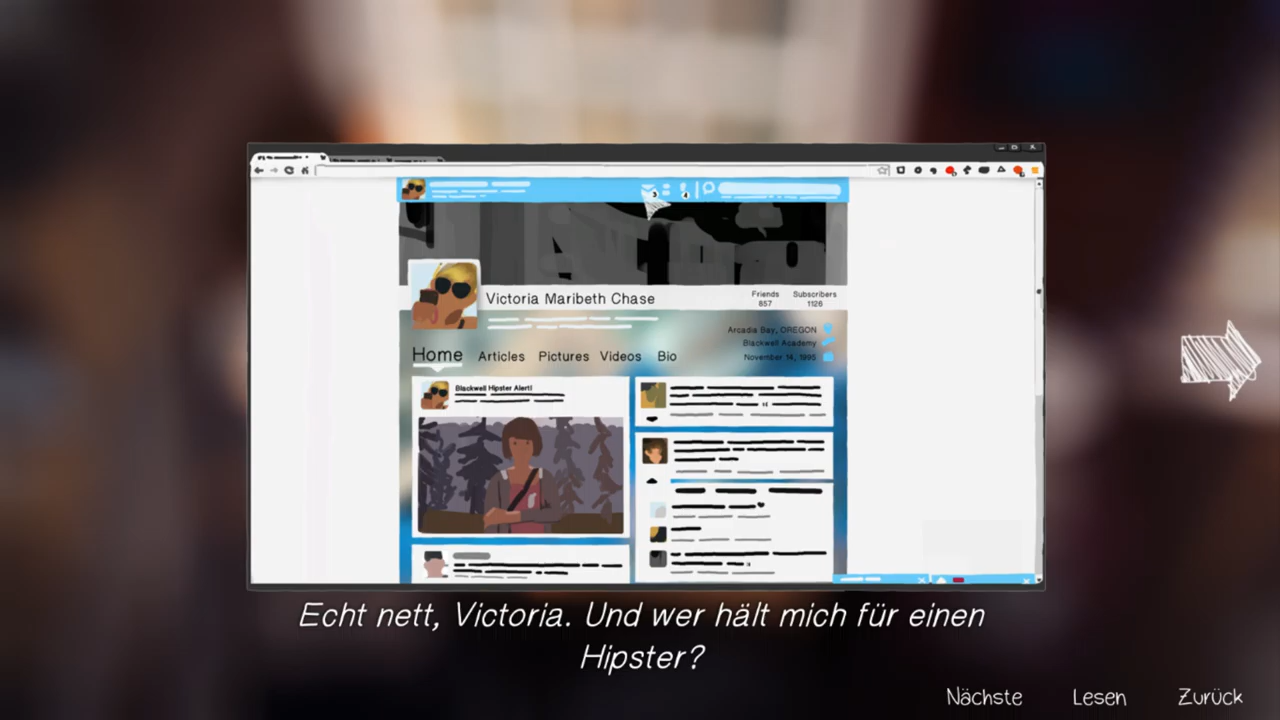 Victoria Maribeth Chase
Friends
857
Subscribers
1126
Arcadia Bay, OREGON
Blackwell Academy
November 14, 1995
Home Articles Pictures Videos Bio
Blackwell Hipster Alert!
Echt nett, Victoria. Und wer hält mich für einen
Hipster?
Nächste Lesen Zurück